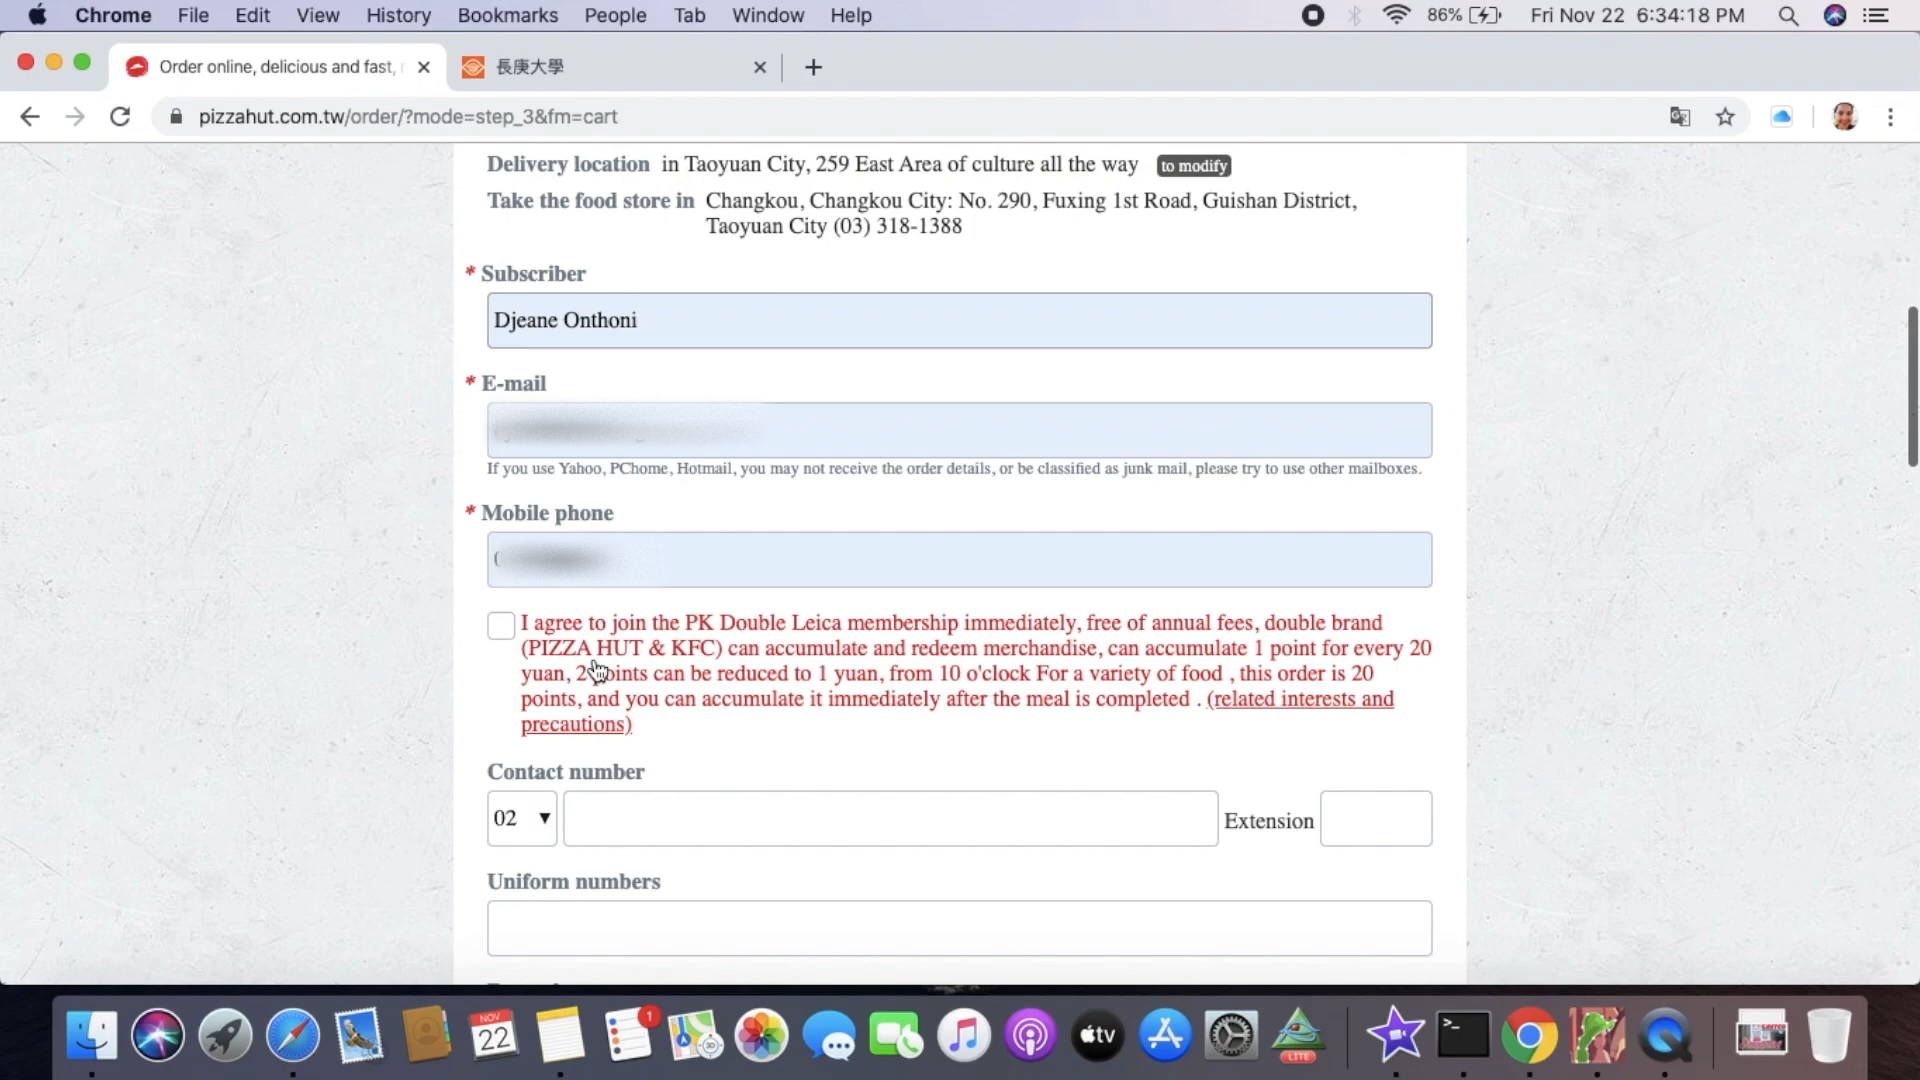 Chrome File Edit View History Bookmarks People Tab Window Help 86% Fri Nov 22 6:34:18 PM
Order online, delicious and fast, 長庚大學
pizzahut.com.tw/order/?mode=step_3&fm=cart
Delivery location in Taoyuan City, 259 East Area of culture all the way to modify
Take the food store in Changkou, Changkou City: No. 290, Fuxing 1st Road, Guishan District,
Taoyuan City (03) 318-1388
* Subscriber
Djeane Onthoni
* E-mail
If you use Yahoo, PChome, Hotmail, you may not receive the order details, or be classified as junk mail, please try to use other mailboxes.
* Mobile phone
I agree to join the PK Double Leica membership immediately, free of annual fees, double brand
(PIZZA HUT & KFC) can accumulate and redeem merchandise, can accumulate 1 point for every 20
yuan, 2 points can be reduced to 1 yuan, from 10 o'clock For a variety of food , this order is 20
points, and you can accumulate it immediately after the meal is completed . (related interests and
precautions)
Contact number
02 Extension
Uniform numbers
NOV
22
1
3D
tv
LITE
>_